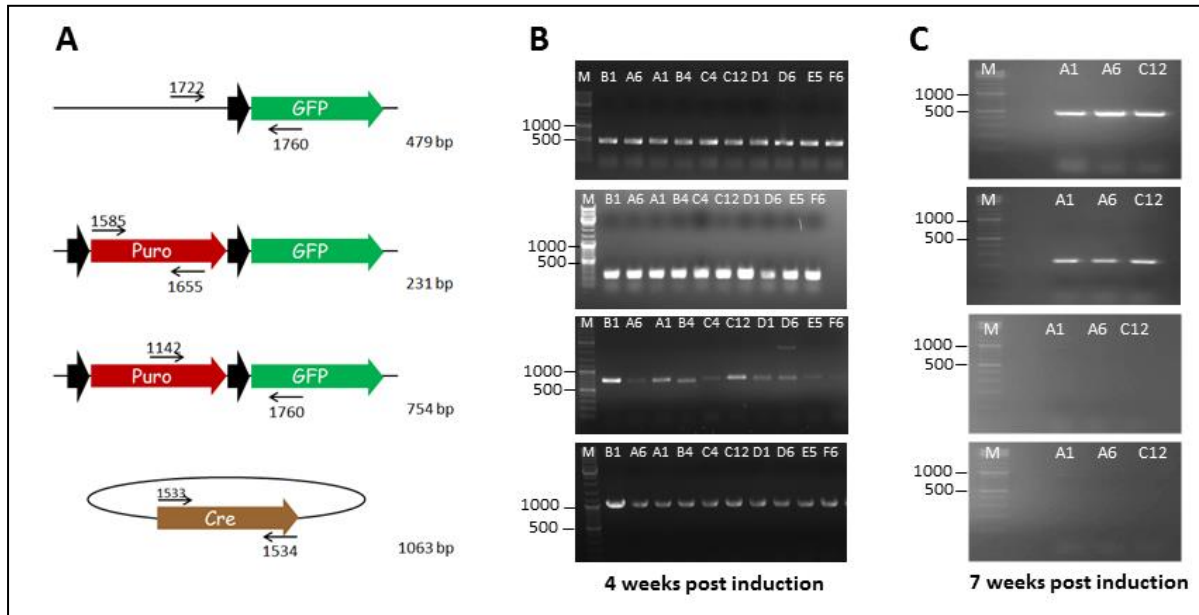 A
1722
GFP
1760
479 bp
1585
Puro
GFP
1655
231 bp
1142
Puro
GFP
1760
754 bp
1533
Cre
1534
1063 bp
B
M B1 A6 A1 B4 C4 C12 D1 D6 E5 F6
1000
500
M B1 A6 A1 B4 C4 C12 D1 D6 E5 F6
1000
500
M B1 A6 A1 B4 C4 C12 D1 D6 E5 F6
1000
500
M B1 A6 A1 B4 C4 C12 D1 D6 E5 F6
1000
500
4 weeks post induction
C
M A1 A6 C12
1000
500
M A1 A6 C12
1000
500
M A1 A6 C12
1000
500
M A1 A6 C12
1000
500
7 weeks post induction